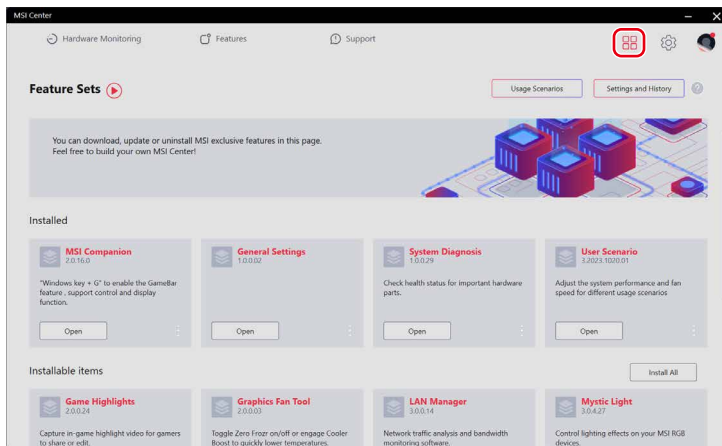 MSI Center
Hardware Monitoring
Features
Support
Feature Sets
Usage Scenarios
Settings and History
You can download, update or uninstall MSI exclusive features in this page.
Feel free to build your own MSI Center!
Installed
MSI Companion
2.0.16.0
"Windows key + G" to enable the GameBar
feature , support control and display
function.
Open
General Settings
1.0.0.02
Open
System Diagnosis
1.0.0.29
Check health status for important hardware
parts.
Open
User Scenario
3.2023.1020.01
Adjust the system performance and fan
speed for different usage scenarios
Open
Installable items
Install All
Game Highlights
2.0.0.24
Capture in-game highlight video for gamers
to share or edit.
Graphics Fan Tool
2.0.0.03
Toggle Zero Frozr on/off or engage Cooler
Boost to quickly lower temperatures.
LAN Manager
3.0.0.14
Network traffic analysis and bandwidth
monitoring software.
Mystic Light
3.0.4.27
Control lighting effects on your MSI RGB
devices.